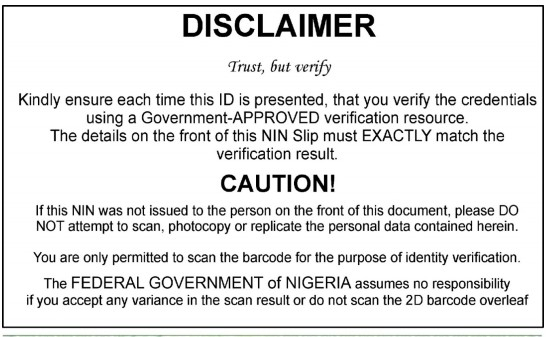 DISCLAIMER
Trust, but verify
Kindly ensure each time this ID is presented, that you verify the credentials
using a Government-APPROVED verification resource.
The details on the front of this NIN Slip must EXACTLY match the
verification result.
CAUTION!
If this NIN was not issued to the person on the front of this document, please DO
NOT attempt to scan, photocopy or replicate the personal data contained herein.
You are only permitted to scan the barcode for the purpose of identity verification.
The FEDERAL GOVERNMENT of NIGERIA assumes no responsibility
if you accept any variance in the scan result or do not scan the 2D barcode overleaf